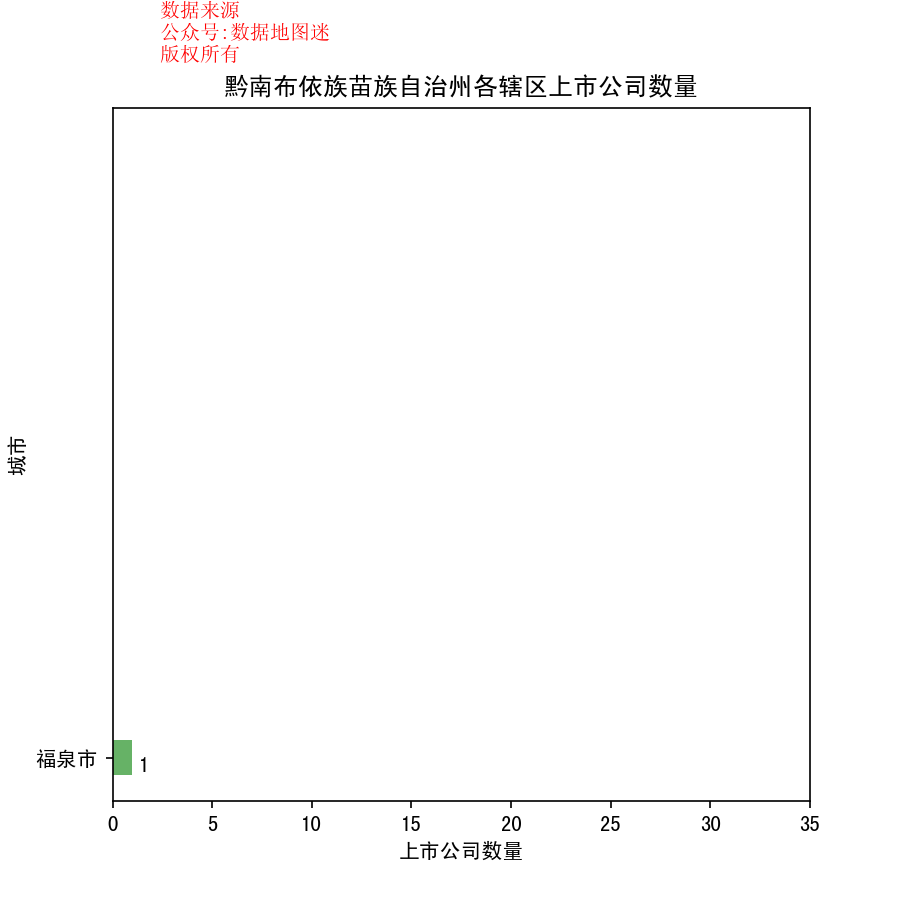 数据来源
公众号:数据地图迷
版权所有
黔南布依族苗族自治州各辖区上市公司数量
城市
福泉市
1
0 5 10 15 20 25 30 35
上市公司数量